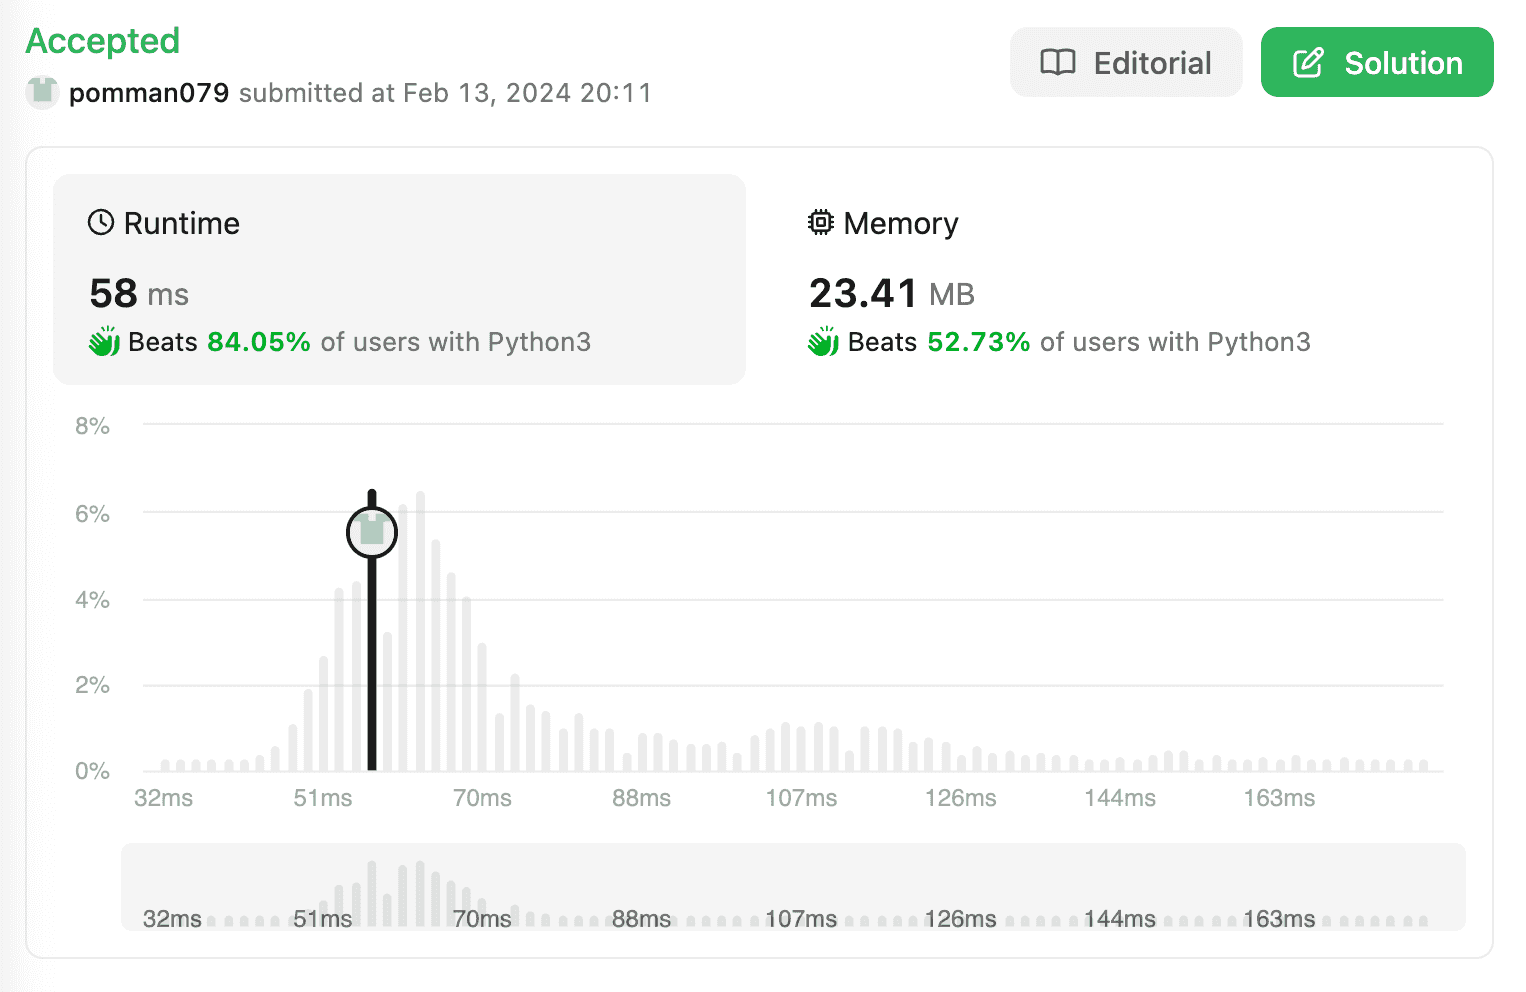 Accepted
Editorial
Solution
pomman079 submitted at Feb 13, 2024 20:11
Runtime
Memory
58 ms
23.41 MB
Beats 84.05% of users with Python3
Beats 52.73% of users with Python3
8%
6%
4%
2%
0%
32ms 51ms 70ms 88ms 107ms 126ms 144ms 163ms
32ms 51ms 70ms 88ms 107ms 126ms 144ms 163ms